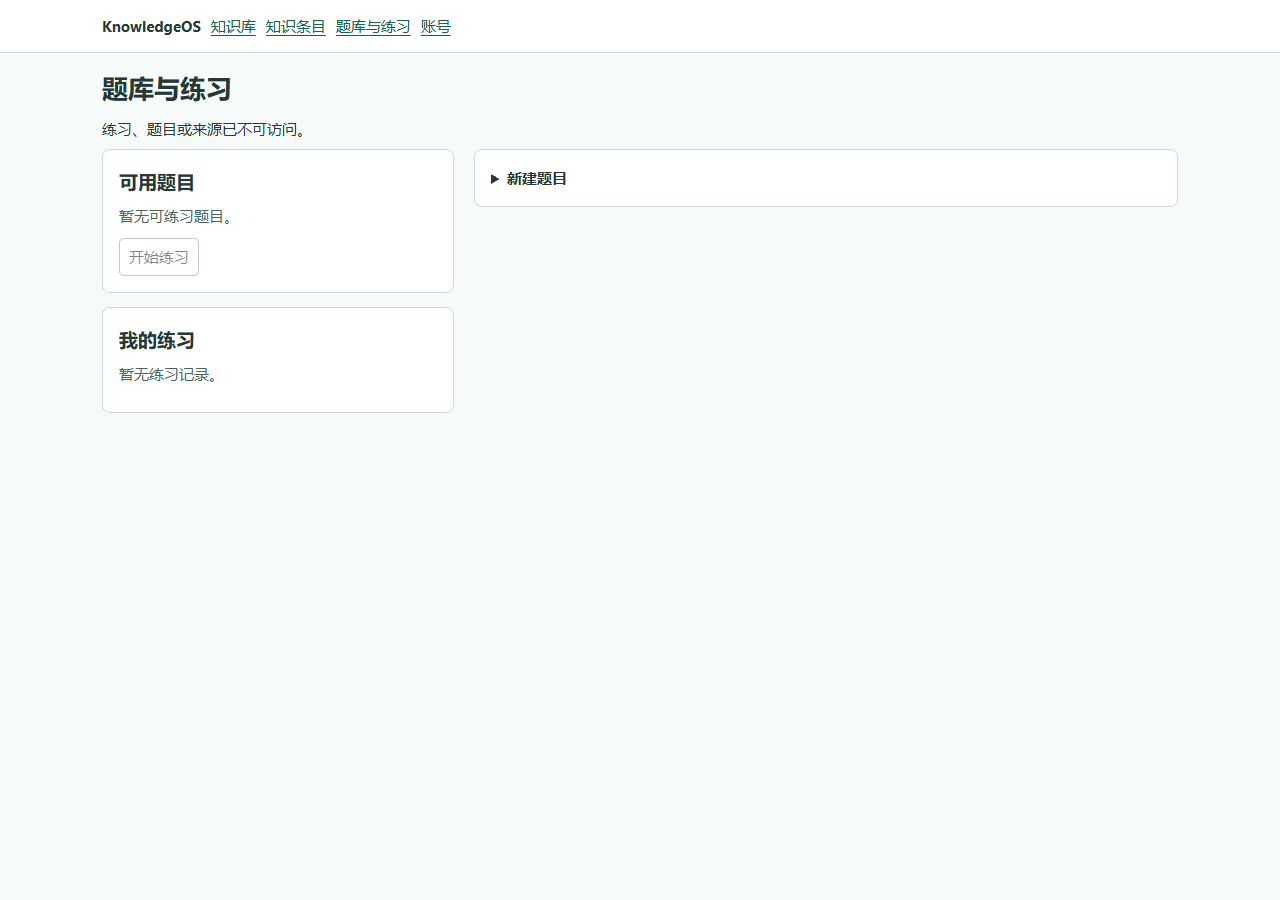 KnowledgeOS 知识库 知识条目 题库与练习 账号
题库与练习
练习、题目或来源已不可访问。
可用题目
暂无可练习题目。
开始练习
我的练习
暂无练习记录。
新建题目